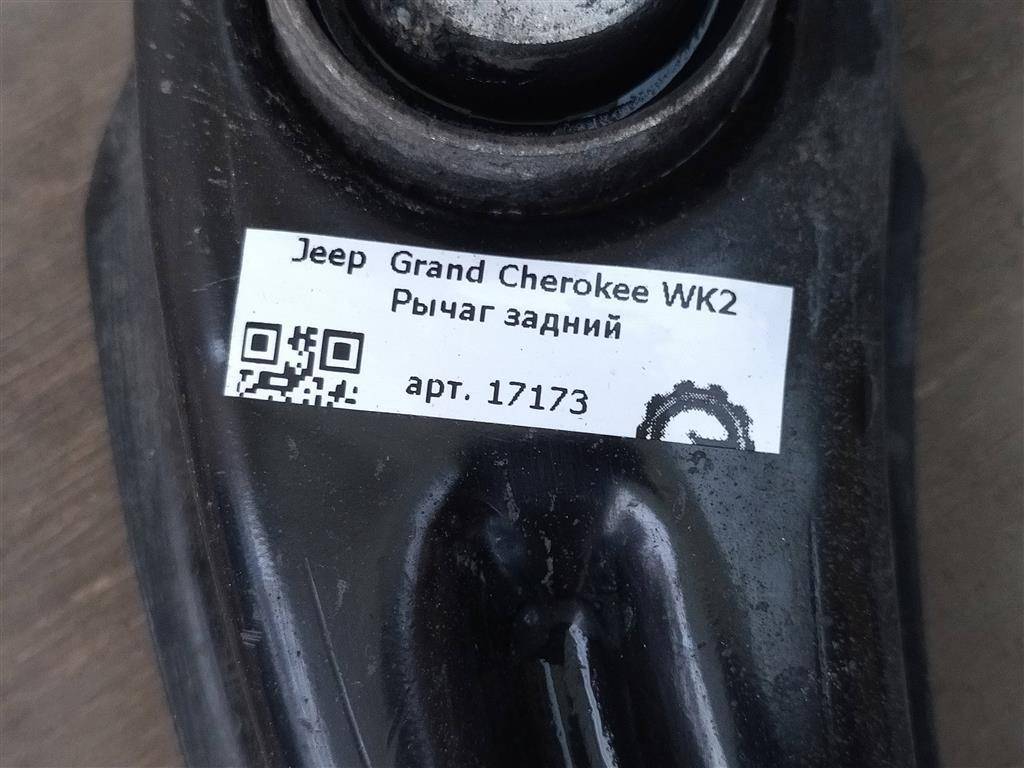 Jeep Grand Cherokee WK2
Рычаг задний
арт. 17173